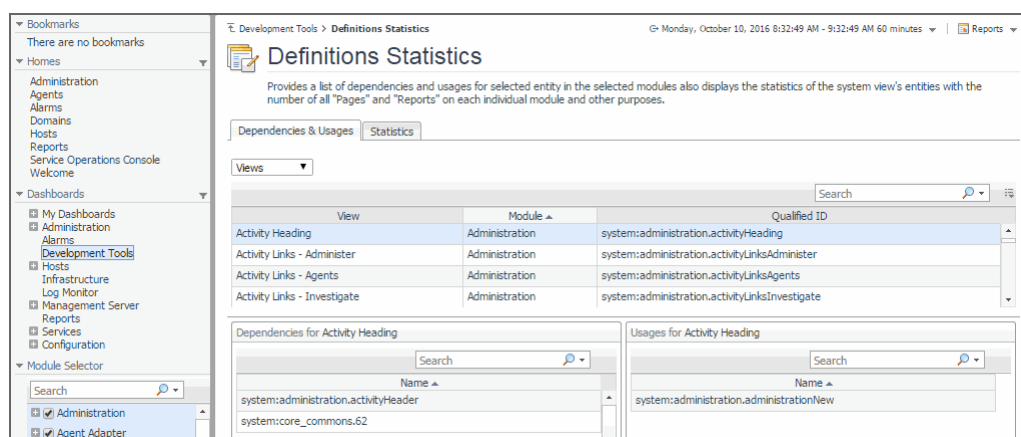 Bookmarks
There are no bookmarks
Homes
Administration
Agents
Alarms
Domains
Hosts
Reports
Service Operations Console
Welcome
Dashboards
My Dashboards
Administration
Alarms
Development Tools
Hosts
Infrastructure
Log Monitor
Management Server
Reports
Services
Configuration
Module Selector
Search
Administration
Agent Adapter
Development Tools > Definitions Statistics
Monday, October 10, 2016 8:32:49 AM - 9:32:49 AM 60 minutes
Reports
Definitions Statistics
Provides a list of dependencies and usages for selected entity in the selected modules also displays the statistics of the system view's entities with the
number of all "Pages" and "Reports" on each individual module and other purposes.
Dependencies & Usages Statistics
Views
Search
View Module Qualified ID
Activity Heading Administration system:administration.activityHeading
Activity Links - Administer Administration system:administration.activityLinksAdminister
Activity Links - Agents Administration system:administration.activityLinksAgents
Activity Links - Investigate Administration system:administration.activityLinksInvestigate
Dependencies for Activity Heading
Search
Name
system:administration.activityHeader
system:core_commons.62
Usages for Activity Heading
Search
Name
system:administration.administrationNew